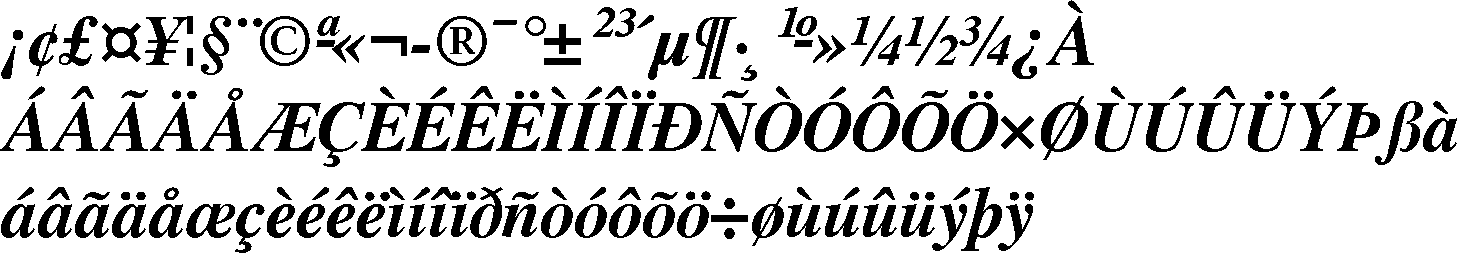 ¡¢£¤¥¦§¨©ª«¬-®¯°±²³´µ¶·¸¹º»¼½¾¿À
ÁÂÃÄÅÆÇÈÉÊËÌÍÎÏÐÑÒÓÔÕÖ×ØÙÚÛÜÝÞßà
áâãäåæçèéêëìíîïðñòóôõö÷øùúûüýþÿ